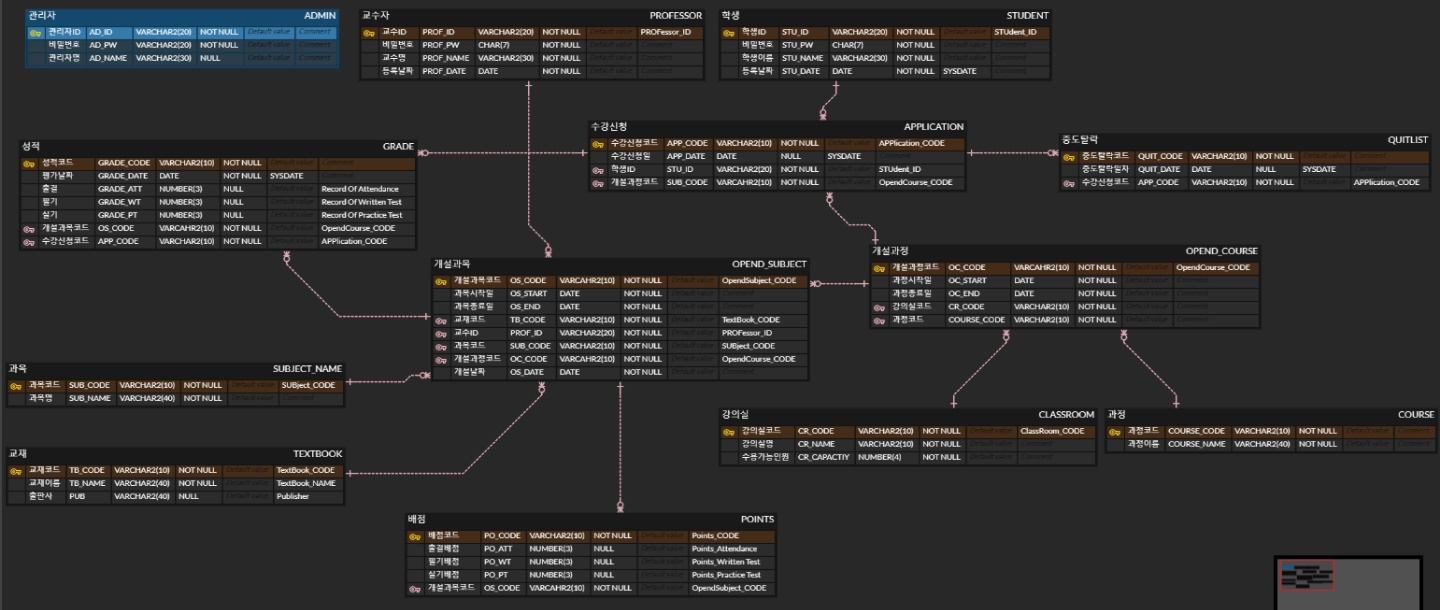 관리자 ADMIN
관리자ID AD_ID VARCHAR2(20) NOT NULL Default value Comment
비밀번호 AD_PW VARCHAR2(20) NOT NULL Default value Comment
관리자명 AD_NAME VARCHAR2(30) NULL Default value Comment
교수자 PROFESSOR
교수ID PROF_ID VARCHAR2(20) NOT NULL Default value PROFessor_ID
비밀번호 PROF_PW CHAR(7) NOT NULL Default value Comment
교수명 PROF_NAME VARCHAR2(30) NOT NULL Default value Comment
등록날짜 PROF_DATE DATE NOT NULL Default value Comment
학생 STUDENT
학생ID STU_ID VARCHAR2(20) NOT NULL Default value STUdent_ID
비밀번호 STU_PW CHAR(7) NOT NULL Default value Comment
학생이름 STU_NAME VARCHAR2(30) NOT NULL Default value Comment
등록날짜 STU_DATE DATE NOT NULL SYSDATE Comment
수강신청 APPLICATION
수강신청코드 APP_CODE VARCHAR2(10) NOT NULL Default value APPlication_CODE
수강신청일 APP_DATE DATE NULL SYSDATE Comment
학생ID STU_ID VARCHAR2(20) NOT NULL Default value STUdent_ID
개설과정코드 SUB_CODE VARCAHR2(10) NOT NULL Default value OpendCourse_CODE
중도탈락 QUITLIST
중도탈락코드 QUIT_CODE VARCHAR2(10) NOT NULL Default value Comment
중도탈락일자 QUIT_DATE DATE NULL SYSDATE Comment
수강신청코드 APP_CODE VARCHAR2(10) NOT NULL Default value APPlication_CODE
성적 GRADE
성적코드 GRADE_CODE VARCHAR2(10) NOT NULL Default value Comment
평가날짜 GRADE_DATE DATE NOT NULL SYSDATE Comment
출결 GRADE_ATT NUMBER(3) NULL Default value Record Of Attendance
필기 GRADE_WT NUMBER(3) NULL Default value Record Of Written Test
실기 GRADE_PT NUMBER(3) NULL Default value Record Of Practice Test
개설과목코드 OS_CODE VARCAHR2(10) NOT NULL Default value OpendCourse_CODE
수강신청코드 APP_CODE VARCHAR2(10) NOT NULL Default value APPlication_CODE
개설과목 OPEND_SUBJECT
개설과목코드 OS_CODE VARCAHR2(10) NOT NULL Default value OpendSubject_CODE
과목시작일 OS_START DATE NOT NULL Default value Comment
과목종료일 OS_END DATE NOT NULL Default value Comment
교재코드 TB_CODE VARCHAR2(10) NOT NULL Default value TextBook_CODE
교수ID PROF_ID VARCHAR2(20) NOT NULL Default value PROFessor_ID
과목코드 SUB_CODE VARCHAR2(10) NOT NULL Default value SUBject_CODE
개설과정코드 OC_CODE VARCAHR2(10) NOT NULL Default value OpendCourse_CODE
개설날짜 OS_DATE DATE NOT NULL Default value Comment
개설과정 OPEND_COURSE
개설과정코드 OC_CODE VARCAHR2(10) NOT NULL Default value OpendCourse_CODE
과정시작일 OC_START DATE NOT NULL Default value Comment
과정종료일 OC_END DATE NOT NULL Default value Comment
강의실코드 CR_CODE VARCHAR2(10) NOT NULL Default value Comment
과정코드 COURSE_CODE VARCHAR2(10) NOT NULL Default value Comment
과목 SUBJECT_NAME
과목코드 SUB_CODE VARCHAR2(10) NOT NULL Default value SUBject_CODE
과목명 SUB_NAME VARCHAR2(40) NOT NULL Default value Comment
교재 TEXTBOOK
교재코드 TB_CODE VARCHAR2(10) NOT NULL Default value TextBook_CODE
교재이름 TB_NAME VARCHAR2(40) NOT NULL Default value TextBook_NAME
출판사 PUB VARCHAR2(40) NULL Default value Publisher
강의실 CLASSROOM
강의실코드 CR_CODE VARCHAR2(10) NOT NULL Default value ClassRoom_CODE
강의실명 CR_NAME VARCHAR2(10) NOT NULL Default value Comment
수용가능인원 CR_CAPACTIY NUMBER(4) NOT NULL Default value Comment
과정 COURSE
과정코드 COURSE_CODE VARCHAR2(10) NOT NULL Default value Comment
과정이름 COURSE_NAME VARCHAR2(40) NOT NULL Default value Comment
배점 POINTS
배점코드 PO_CODE VARCHAR2(10) NOT NULL Default value Points_CODE
출결배점 PO_ATT NUMBER(3) NULL Default value Points_Attendance
필기배점 PO_WT NUMBER(3) NULL Default value Points_Written Test
실기배점 PO_PT NUMBER(3) NULL Default value Points_Practice Test
개설과목코드 OS_CODE VARCAHR2(10) NOT NULL Default value OpendSubject_CODE